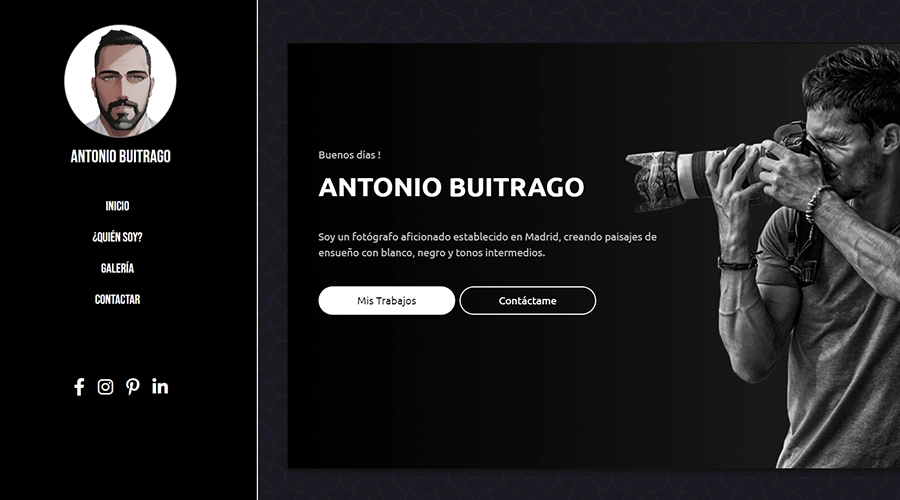 ANTONIO BUITRAGO
INICIO
¿QUIÉN SOY?
GALERÍA
CONTACTAR
Buenos días !
ANTONIO BUITRAGO
Soy un fotógrafo aficionado establecido en Madrid, creando paisajes de
ensueño con blanco, negro y tonos intermedios.
Mis Trabajos
Contáctame